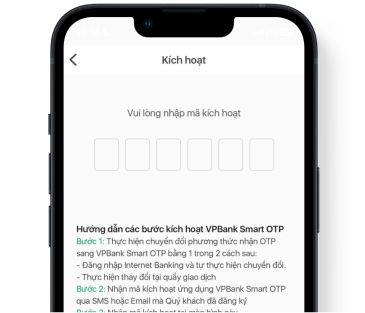 Kích hoạt
Vui lòng nhập mã kích hoạt
Hướng dẫn các bước kích hoạt VPBank Smart OTP
Bước 1: Thực hiện chuyển đổi phương thức nhận OTP
sang VPBank Smart OTP bằng 1 trong 2 cách sau:
- Đăng nhập Internet Banking và tự thực hiện chuyển đổi.
- Thực hiện thay đổi tại quầy giao dịch
Bước 2: Nhận mã kích hoạt ứng dụng VPBank Smart OTP
qua SMS hoặc Email mà Quý khách đã đăng ký